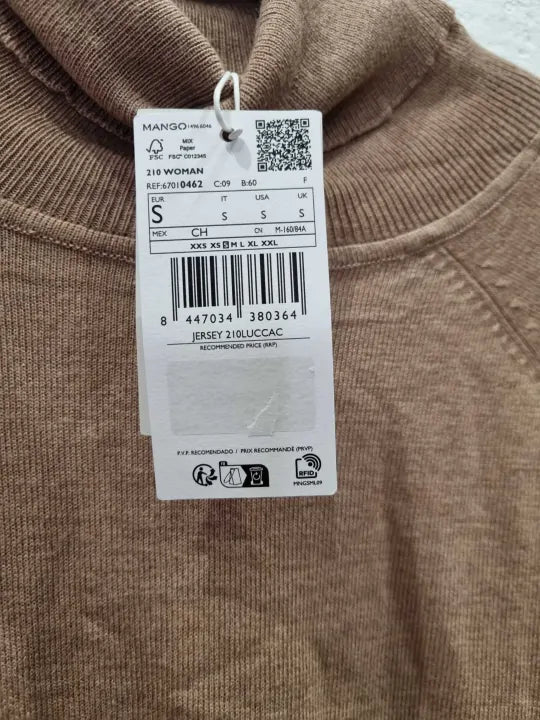 MANGO 14966046
MIX
Paper
FSC FSC® C012345
210 WOMAN
REF:67010462 C:09 B:60 F
EUR IT USA UK
S S S S
MEX CH CN M-160/84A
XXS XS S M L XL XXL
8 447034 380364
JERSEY 210LUCCAC
RECOMMENDED PRICE (RRP)
P.V.P. RECOMENDADO / PRIX RECOMMANDÉ (PRVP)
RFID
MNGSML09